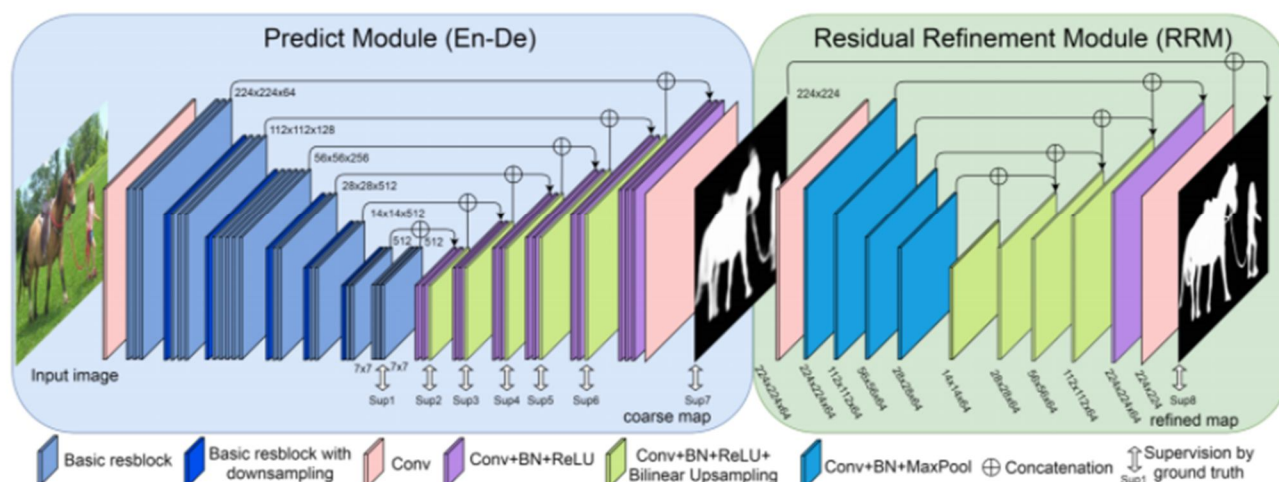 Predict Module (En-De)
Residual Refinement Module (RRM)
224x224x64
112x112x128
56x56x256
28x28x512
14x14x512
512
512
7x7
7x7
Input image
Sup1
Sup2
Sup3
Sup4
Sup5
Sup6
Sup7
coarse map
224x224
224x224x64
224x224x64
112x112x64
56x56x64
28x28x64
14x14x64
28x28x64
56x56x64
112x112x64
224x224x64
224x224
Sup8
refined map
Basic resblock
Basic resblock with
downsampling
Conv
Conv+BN+ReLU
Conv+BN+ReLU+
Bilinear Upsampling
Conv+BN+MaxPool
Concatenation
Supervision by
ground truth
Sup1